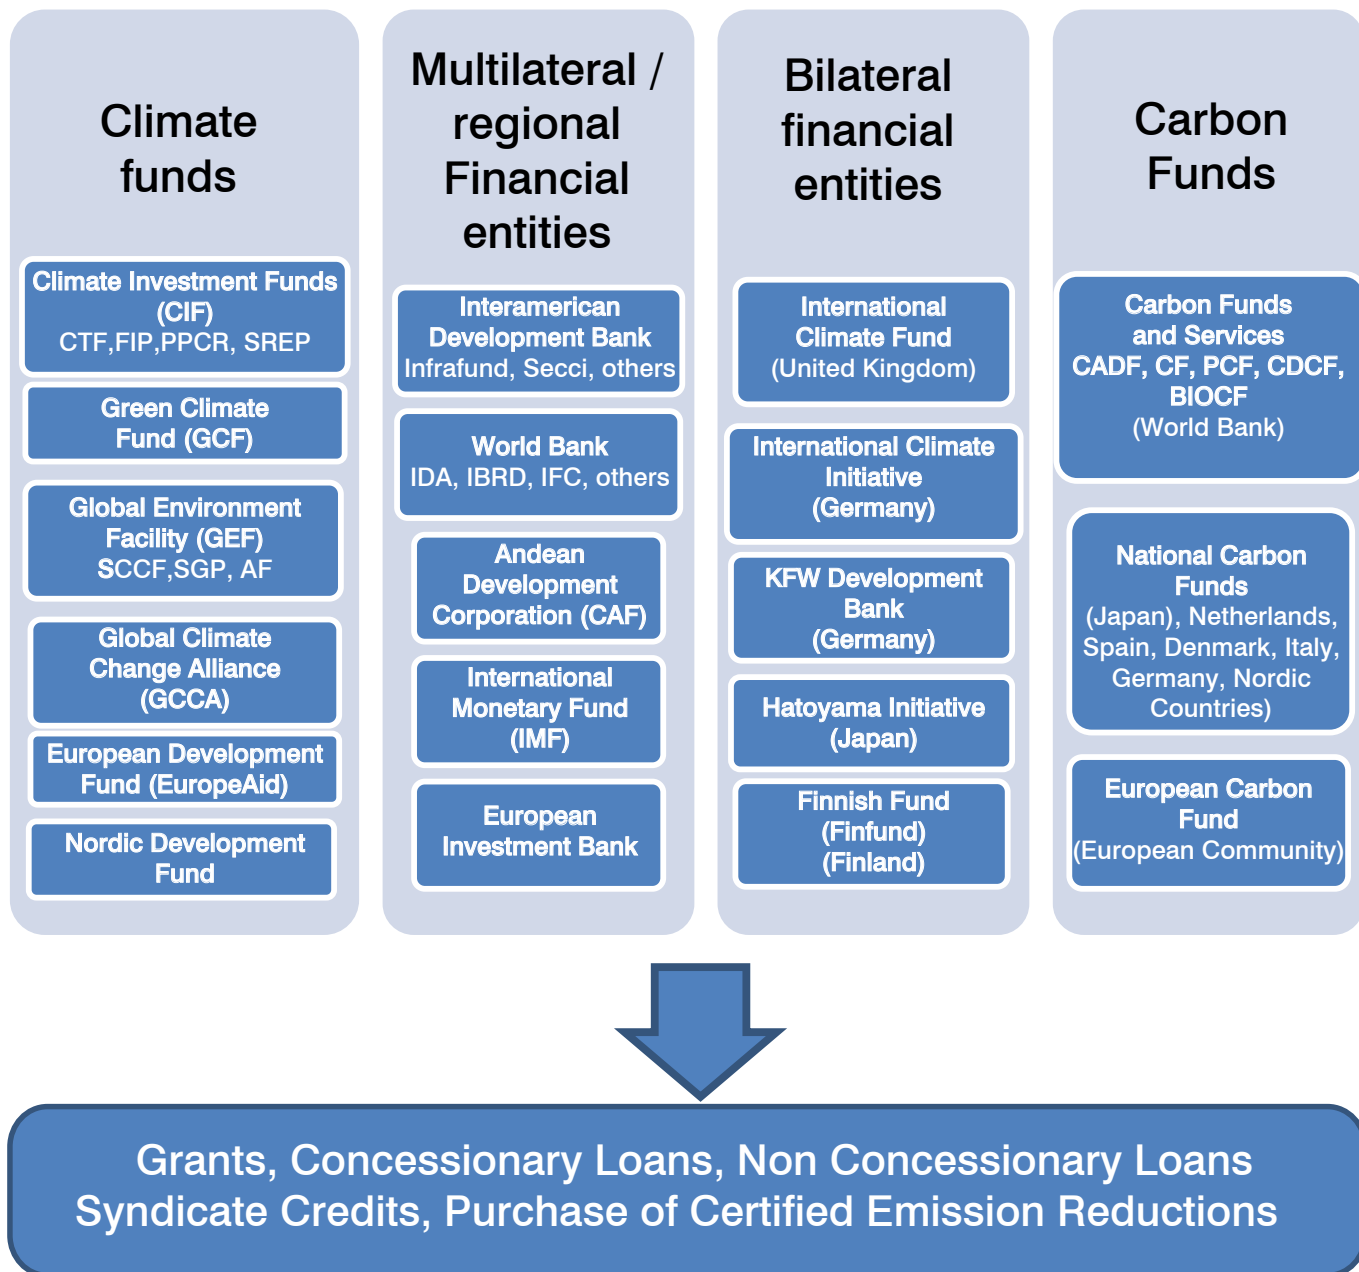 Climate
funds
Climate Investment Funds
(CIF)
CTF,FIP,PPCR, SREP
Green Climate
Fund (GCF)
Global Environment
Facility (GEF)
SCCF,SGP, AF
Global Climate
Change Alliance
(GCCA)
European Development
Fund (EuropeAid)
Nordic Development
Fund
Multilateral /
regional
Financial
entities
Interamerican
Development Bank
Infrafund, Secci, others
World Bank
IDA, IBRD, IFC, others
Andean
Development
Corporation (CAF)
International
Monetary Fund
(IMF)
European
Investment Bank
Bilateral
financial
entities
International
Climate Fund
(United Kingdom)
International Climate
Initiative
(Germany)
KFW Development
Bank
(Germany)
Hatoyama Initiative
(Japan)
Finnish Fund
(Finfund)
(Finland)
Carbon
Funds
Carbon Funds
and Services
CADF, CF, PCF, CDCF,
BIOCF
(World Bank)
National Carbon
Funds
(Japan), Netherlands,
Spain, Denmark, Italy,
Germany, Nordic
Countries)
European Carbon
Fund
(European Community)
Grants, Concessionary Loans, Non Concessionary Loans
Syndicate Credits, Purchase of Certified Emission Reductions